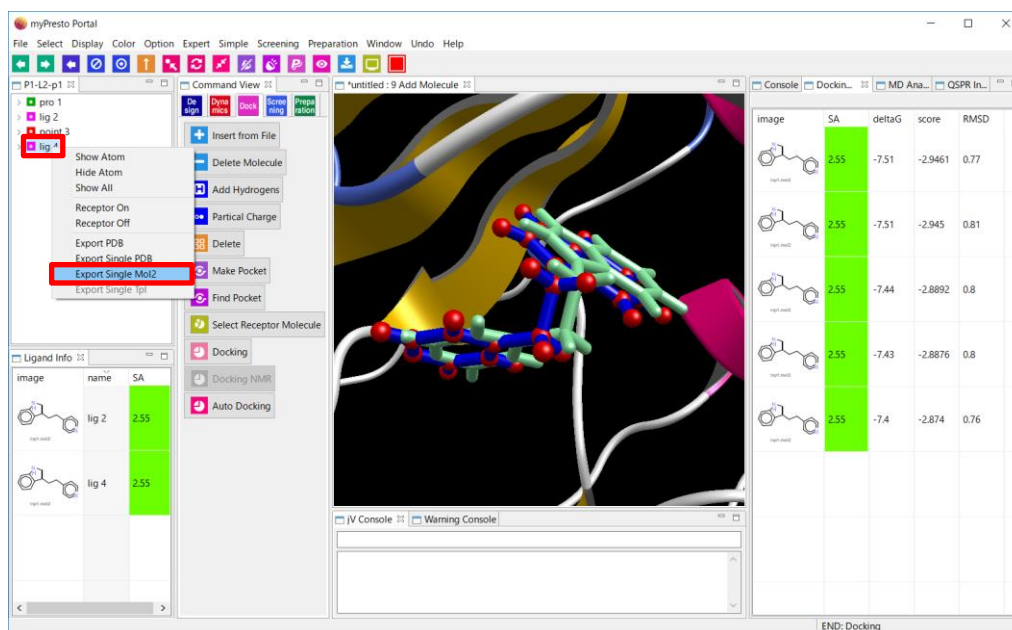 myPresto Portal
File Select Display Color Option Expert Simple Screening Preparation Window Undo Help
P1-L2-p1
pro 1
lig 2
point 3
lig 4
Show Atom
Hide Atom
Show All
Receptor On
Receptor Off
Export PDB
Export Single PDB
Export Single Mol2
Export Single Tpl
Ligand Info
image name SA
lig 2 2.55
lig 4 2.55
Command View
De sign Dyna mics Dock Scree ning Prepa ration
Insert from File
Delete Molecule
Add Hydrogens
Partical Charge
Delete
Make Pocket
Find Pocket
Select Receptor Molecule
Docking
Docking NMR
Auto Docking
*untitled : 9 Add Molecule
jV Console Warning Console
Console Dockin... MD Ana... QSPR In...
image SA deltaG score RMSD
2.55 -7.51 -2.9461 0.77
2.55 -7.51 -2.945 0.81
2.55 -7.44 -2.8892 0.8
2.55 -7.43 -2.8876 0.8
2.55 -7.4 -2.874 0.76
END: Docking